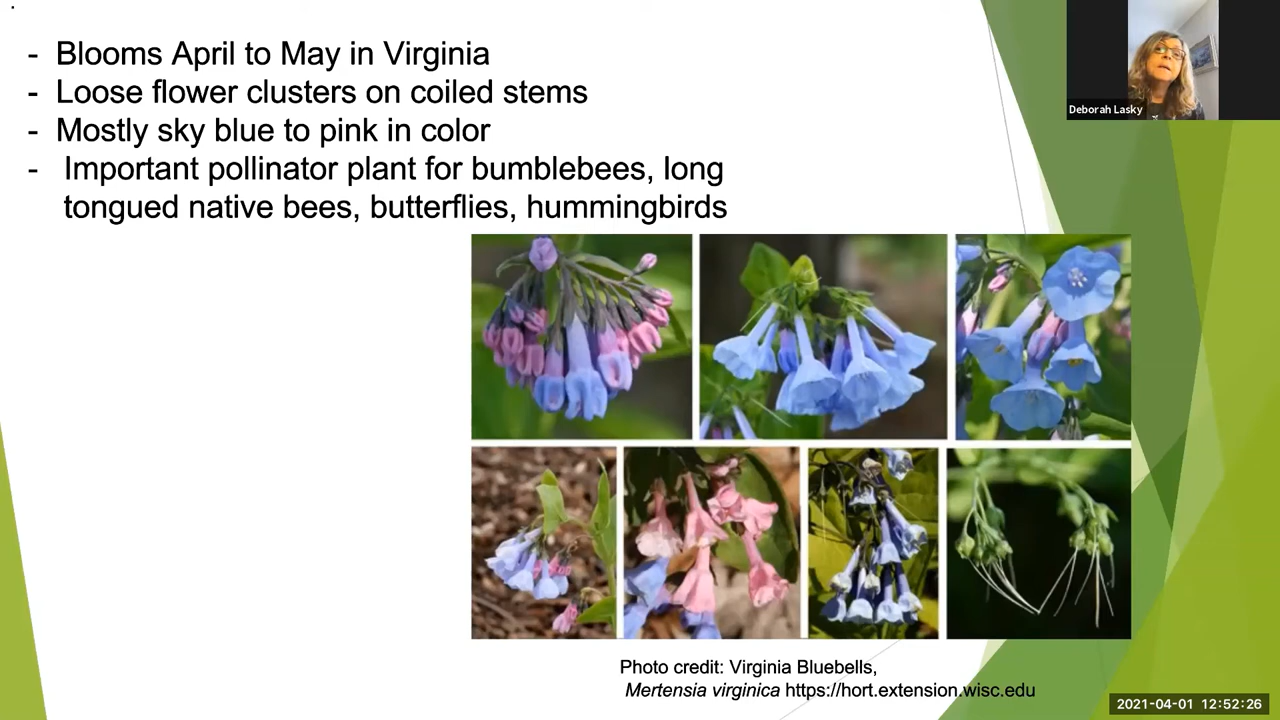 - Blooms April to May in Virginia
- Loose flower clusters on coiled stems
- Mostly sky blue to pink in color
- Important pollinator plant for bumblebees, long
tongued native bees, butterflies, hummingbirds
Deborah Lasky
Photo credit: Virginia Bluebells,
Mertensia virginica https://hort.extension.wisc.edu
2021-04-01 12:52:26